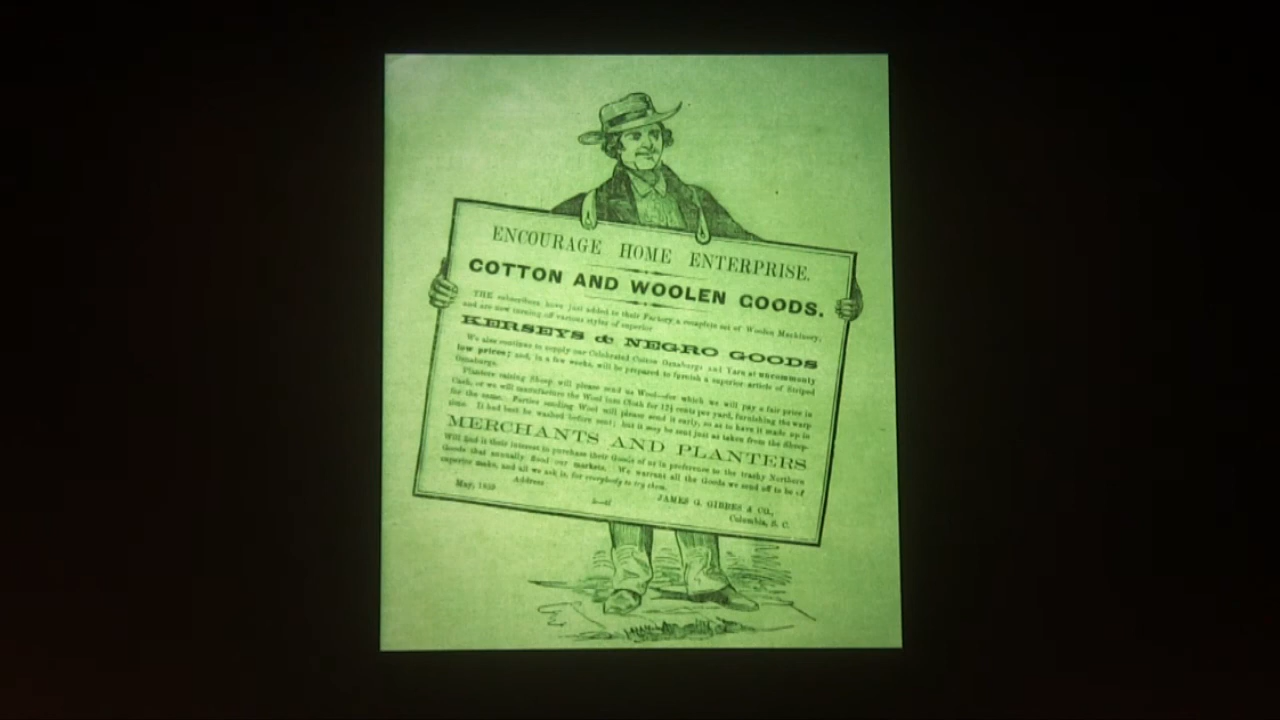 ENCOURAGE HOME ENTERPRISE.
COTTON AND WOOLEN GOODS.
THE subscribers have just added to their Factory a complete set of Woolen Machinery,
and are now turning off various styles of superior
KERSEYS & NEGRO GOODS
We also continue to supply our Celebrated Cotton Osnaburgs and Yarn at uncommonly
low prices; and, in a few weeks, will be prepared to furnish a superior article of Striped
Osnaburgs.
Planters raising Sheep will please send us Wool—for which we will pay a fair price in
Cash, or we will manufacture the Wool into Cloth for 12½ cents per yard, furnishing the warp
for the same. Parties sending Wool will please send it early, so as to have it made up in
time. It had best be washed before sent; but it may be sent just as taken from the Sheep.
MERCHANTS AND PLANTERS
Will find it their interest to purchase their Goods of us in preference to the trashy Northern
Goods that annually flood our markets. We warrant all the Goods we send off to be of
superior make, and all we ask is, for everybody to try them.
Address
JAMES G. GIBBES & CO.,
May, 
Columbia, S. C.